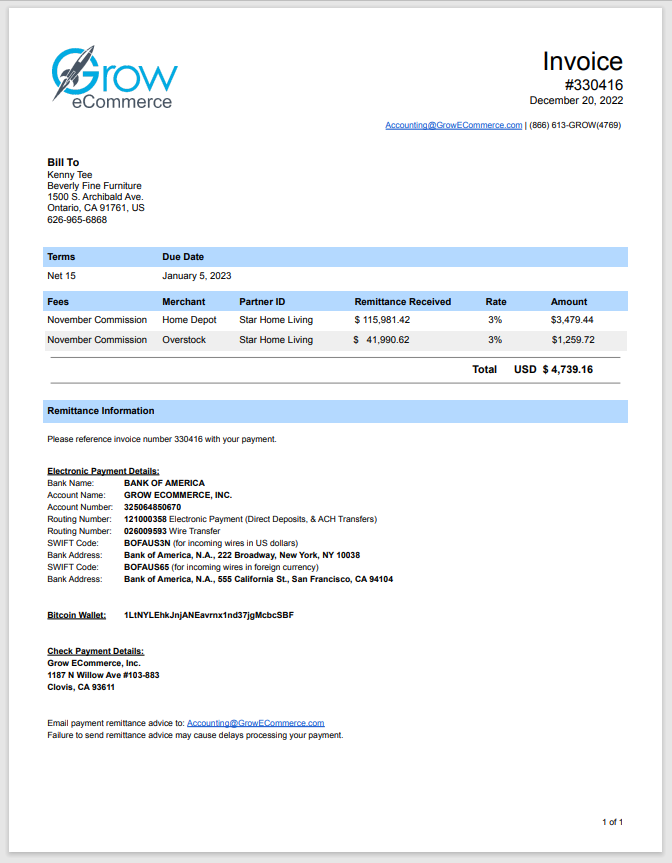 Grow
eCommerce
Invoice
#330416
December 20, 2022
Accounting@GrowECommerce.com | (866) 613-GROW(4769)
Bill To
Kenny Tee
Beverly Fine Furniture
1500 S. Archibald Ave.
Ontario, CA 91761, US
626-965-6868
Terms Due Date
Net 15 January 5, 2023
Fees Merchant Partner ID Remittance Received Rate Amount
November Commission Home Depot Star Home Living $ 115,981.42 3% $3,479.44
November Commission Overstock Star Home Living $ 41,990.62 3% $1,259.72
Total USD $ 4,739.16
Remittance Information
Please reference invoice number 330416 with your payment.
Electronic Payment Details:
Bank Name: BANK OF AMERICA
Account Name: GROW ECOMMERCE, INC.
Account Number: 325064850670
Routing Number: 121000358 Electronic Payment (Direct Deposits, & ACH Transfers)
Routing Number: 026009593 Wire Transfer
SWIFT Code: BOFAUS3N (for incoming wires in US dollars)
Bank Address: Bank of America, N.A., 222 Broadway, New York, NY 10038
SWIFT Code: BOFAUS65 (for incoming wires in foreign currency)
Bank Address: Bank of America, N.A., 555 California St., San Francisco, CA 94104
Bitcoin Wallet: 1LtNYLEhkJnjANEavrnx1nd37jgMcbcSBF
Check Payment Details:
Grow ECommerce, Inc.
1187 N Willow Ave #103-883
Clovis, CA 93611
Email payment remittance advice to: Accounting@GrowECommerce.com
Failure to send remittance advice may cause delays processing your payment.
1 of 1